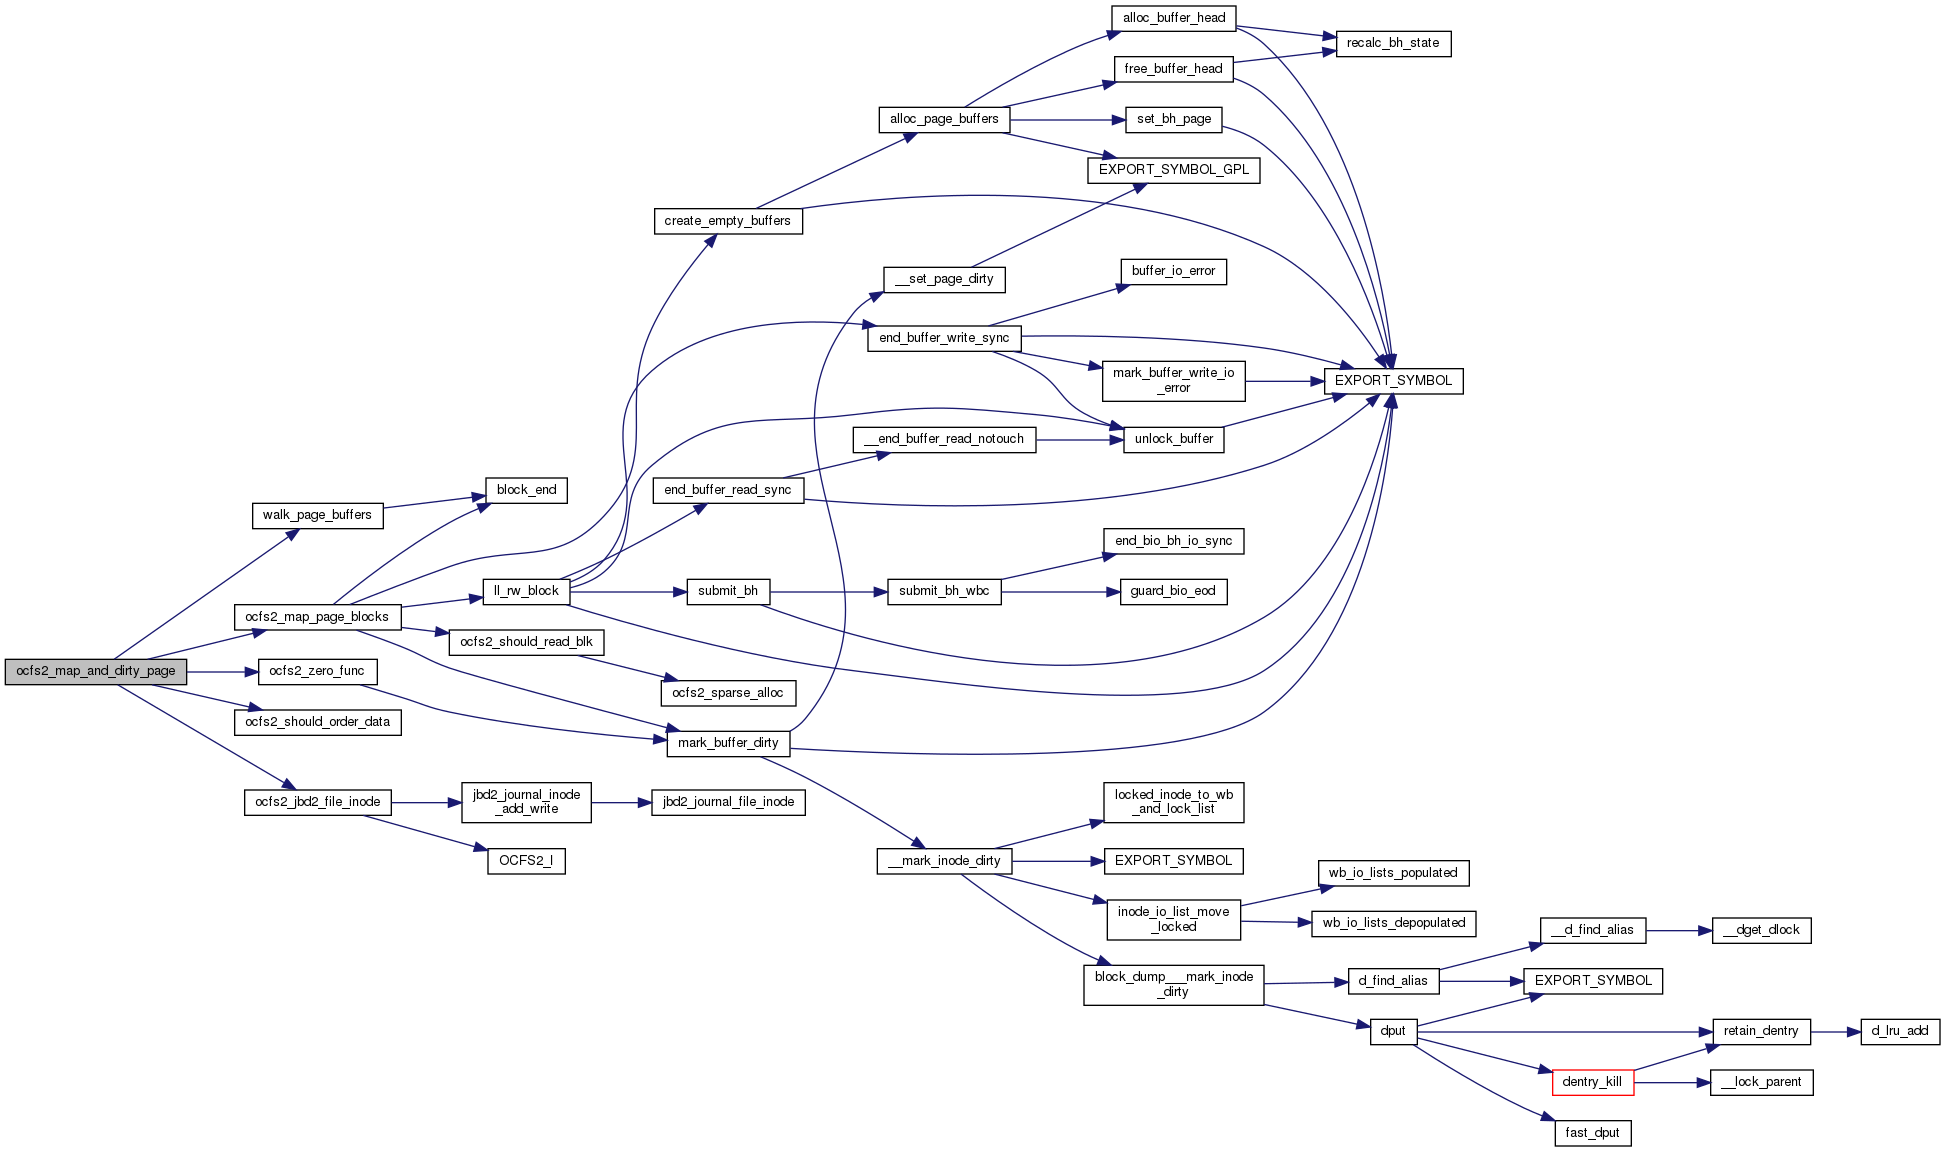 alloc_buffer_head
recalc_bh_state
free_buffer_head
alloc_page_buffers
set_bh_page
EXPORT_SYMBOL_GPL
create_empty_buffers
buffer_io_error
__set_page_dirty
end_buffer_write_sync
mark_buffer_write_io
_error
EXPORT_SYMBOL
__end_buffer_read_notouch
unlock_buffer
block_end
end_buffer_read_sync
walk_page_buffers
end_bio_bh_io_sync
ll_rw_block
submit_bh
submit_bh_wbc
guard_bio_eod
ocfs2_map_page_blocks
ocfs2_should_read_blk
ocfs2_map_and_dirty_page
ocfs2_zero_func
ocfs2_sparse_alloc
ocfs2_should_order_data
mark_buffer_dirty
ocfs2_jbd2_file_inode
jbd2_journal_inode
_add_write
jbd2_journal_file_inode
locked_inode_to_wb
_and_lock_list
OCFS2_I
__mark_inode_dirty
EXPORT_SYMBOL
wb_io_lists_populated
inode_io_list_move
_locked
wb_io_lists_depopulated
__d_find_alias
__dget_dlock
block_dump___mark_inode
_dirty
d_find_alias
EXPORT_SYMBOL
dput
retain_dentry
d_lru_add
dentry_kill
__lock_parent
fast_dput